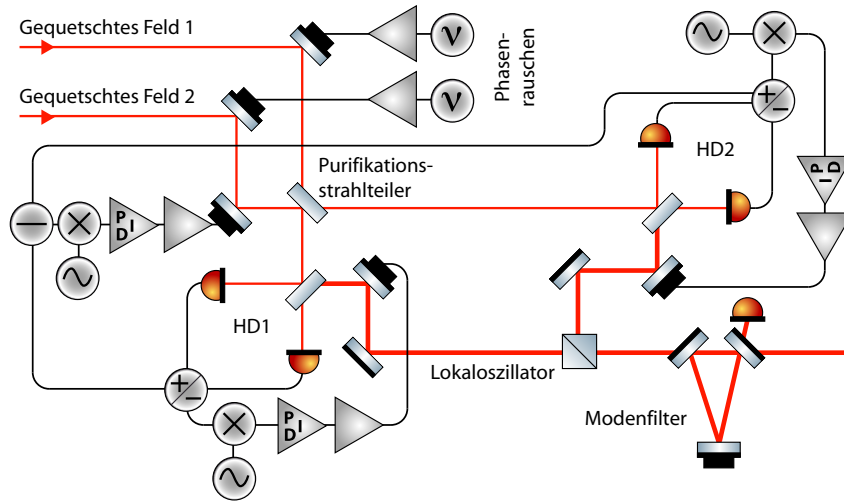 Gequetschtes Feld 1
Gequetschtes Feld 2
ν
ν
Phasen-
rauschen
HD2
P
I
D
Purifikations-
strahlteiler
P
I
D
HD1
Lokaloszillator
Modenfilter
P
I
D